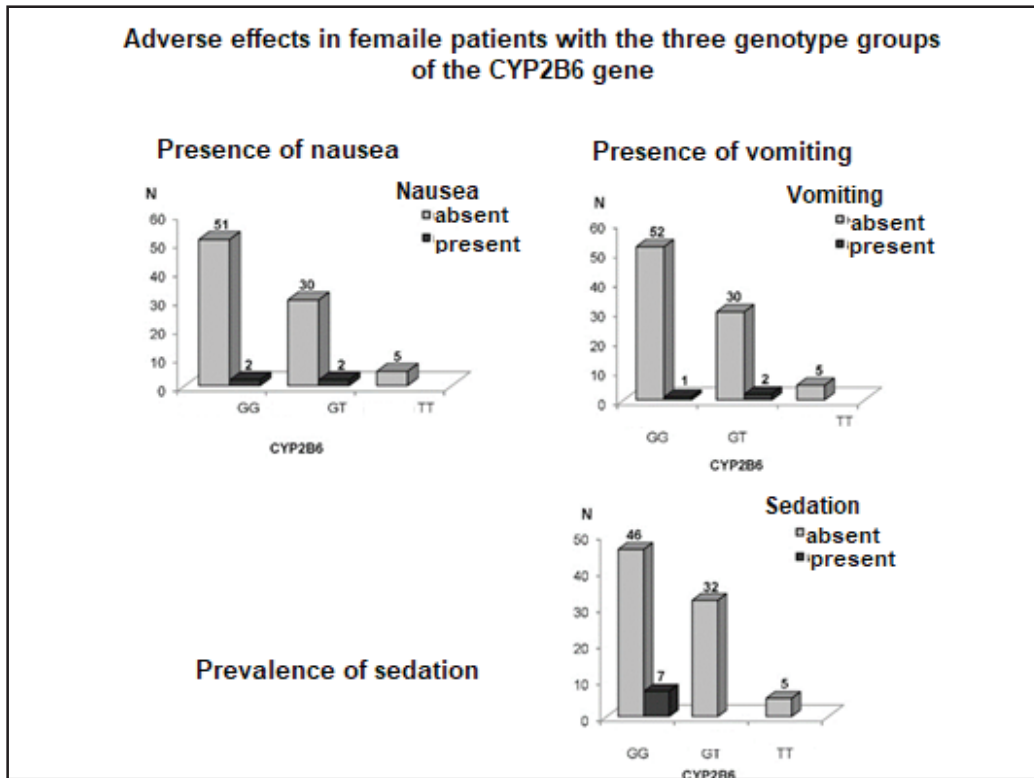 Adverse effects in femaile patients with the three genotype groups
of the CYP2B6 gene
Presence of nausea
Nausea
absent
present
N
60
50
40
30
20
10
0
51
2
30
2
5
GG GT TT
CYP2B6
Presence of vomiting
Vomiting
absent
present
N
60
50
40
30
20
10
0
52
1
30
2
5
GG GT TT
CYP2B6
Prevalence of sedation
Sedation
absent
present
N
50
40
30
20
10
0
46
7
32
5
GG GT TT
CYP2B6